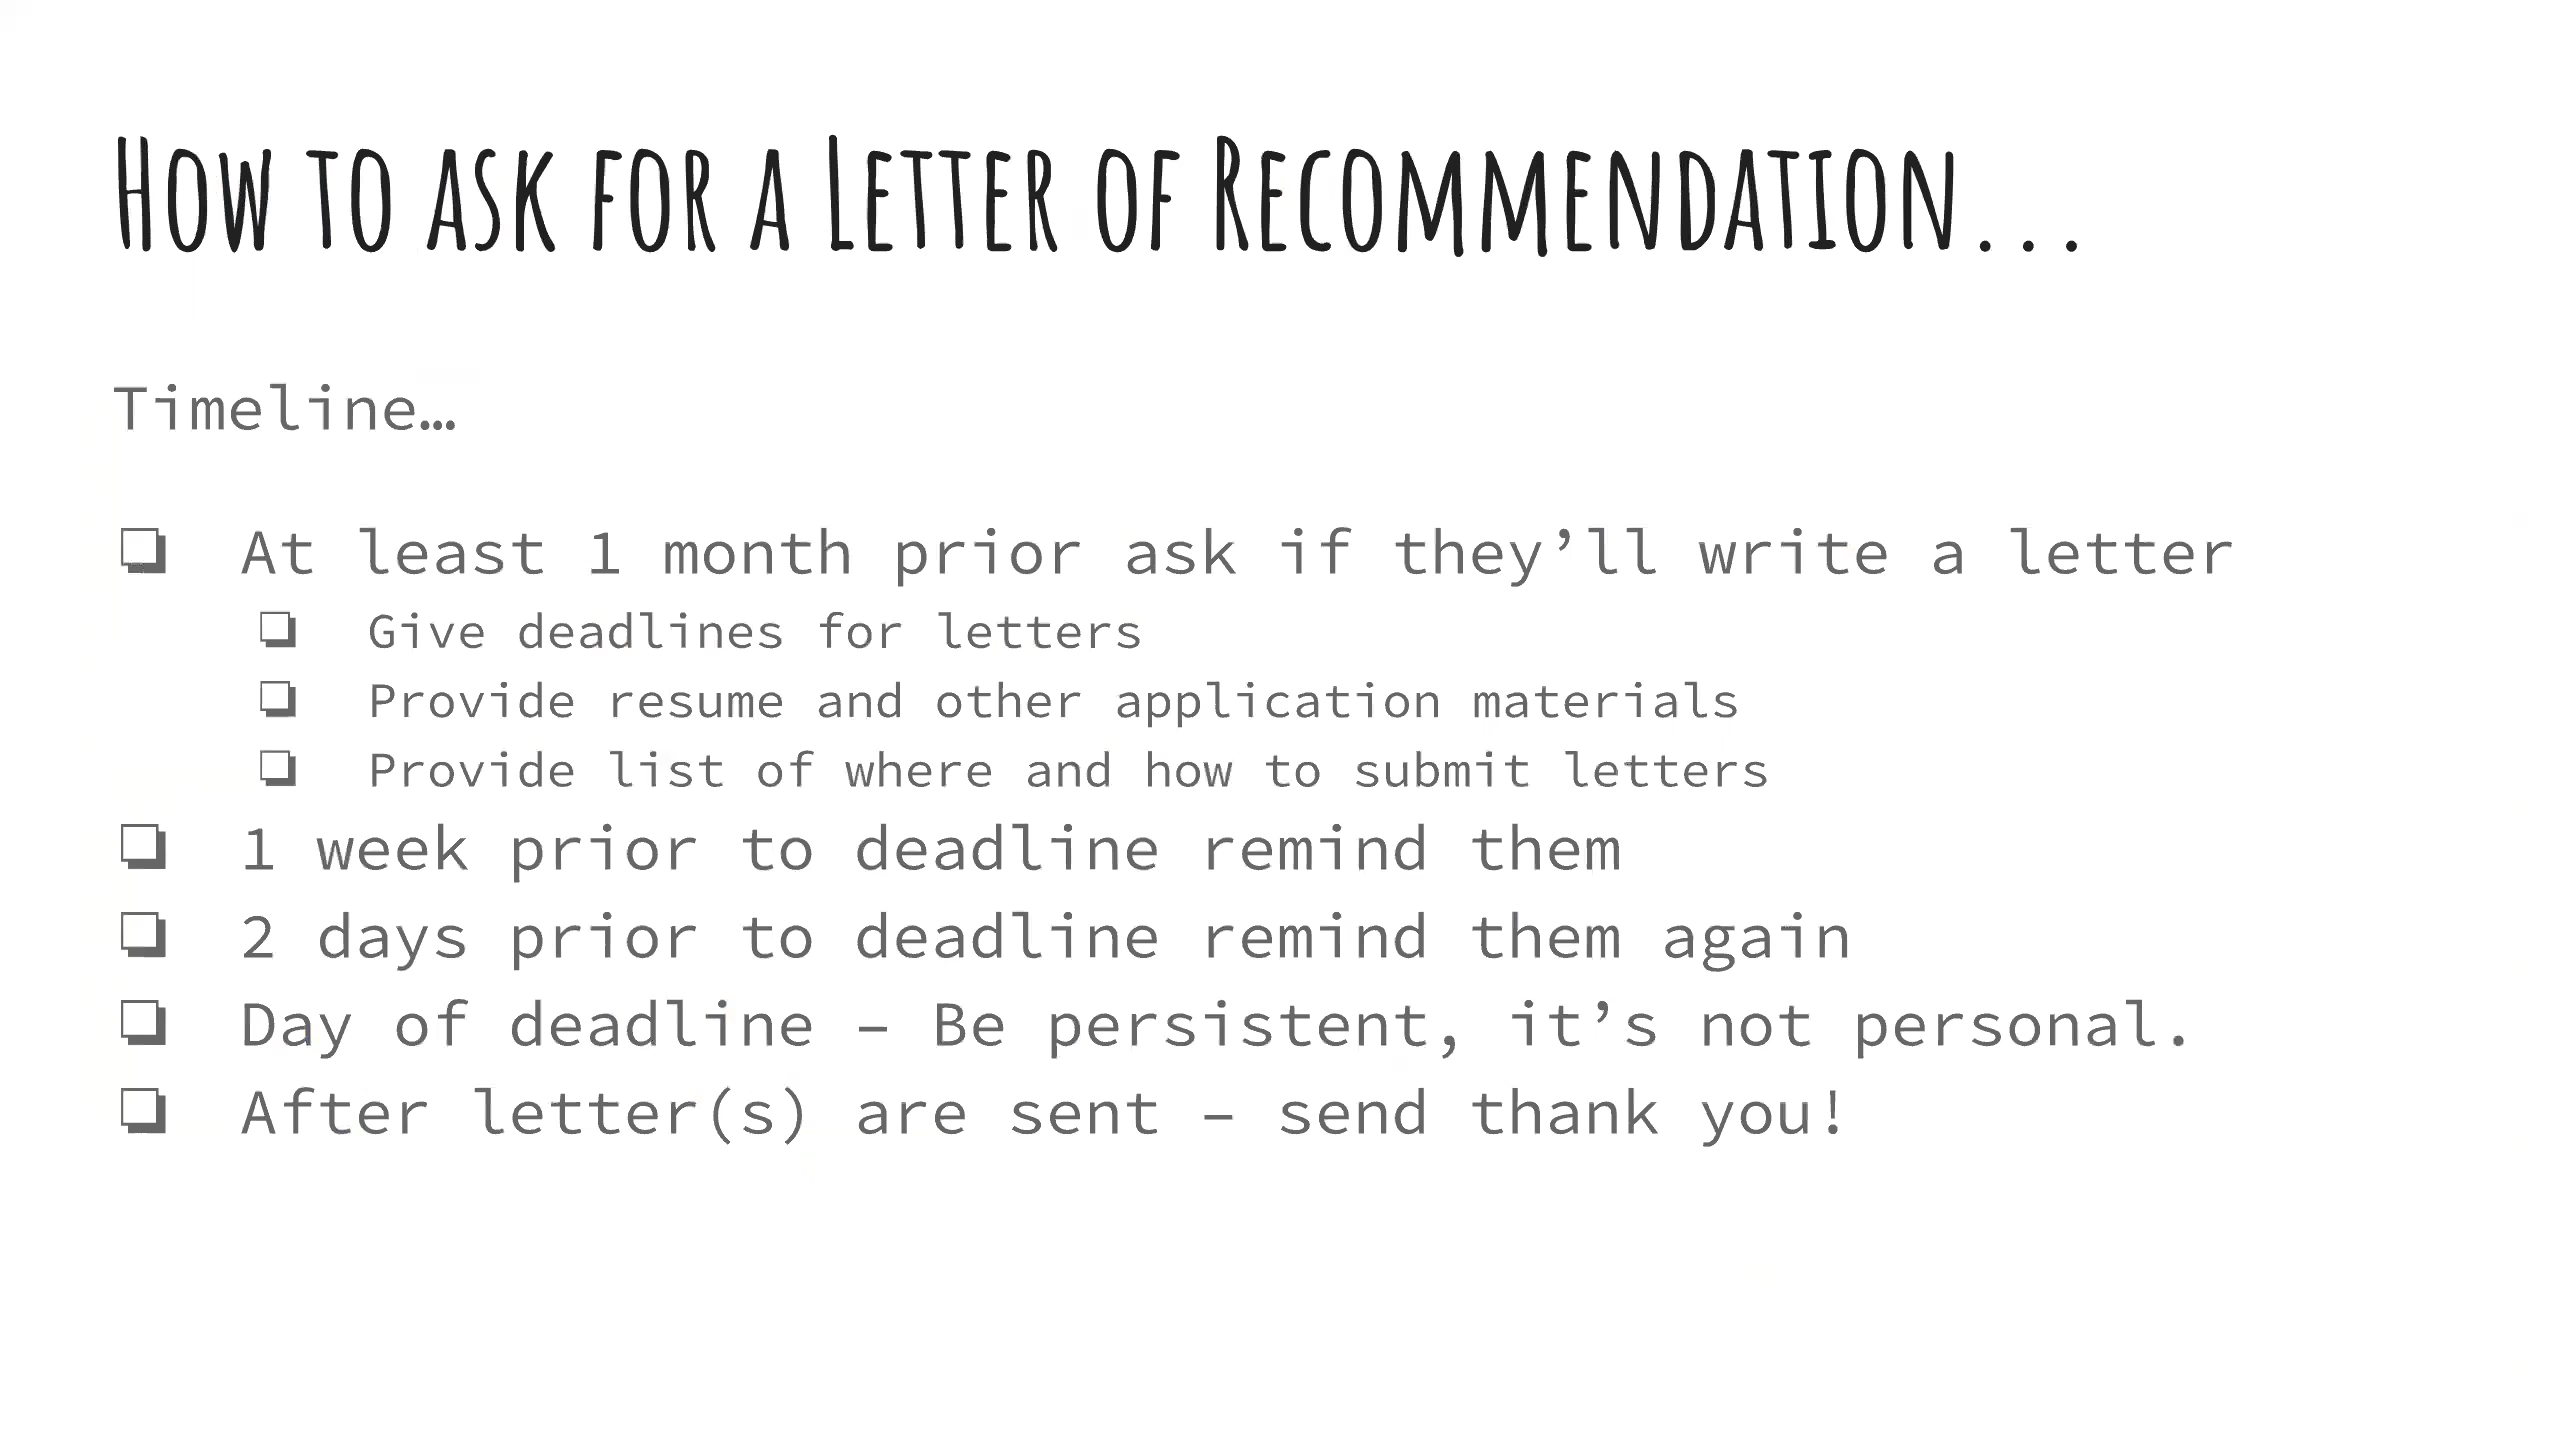 How to ask for a Letter of Recommendation...
Timeline…
❏ At least 1 month prior ask if they’ll write a letter
❏ Give deadlines for letters
❏ Provide resume and other application materials
❏ Provide list of where and how to submit letters
❏ 1 week prior to deadline remind them
❏ 2 days prior to deadline remind them again
❏ Day of deadline – Be persistent, it’s not personal.
❏ After letter(s) are sent – send thank you!